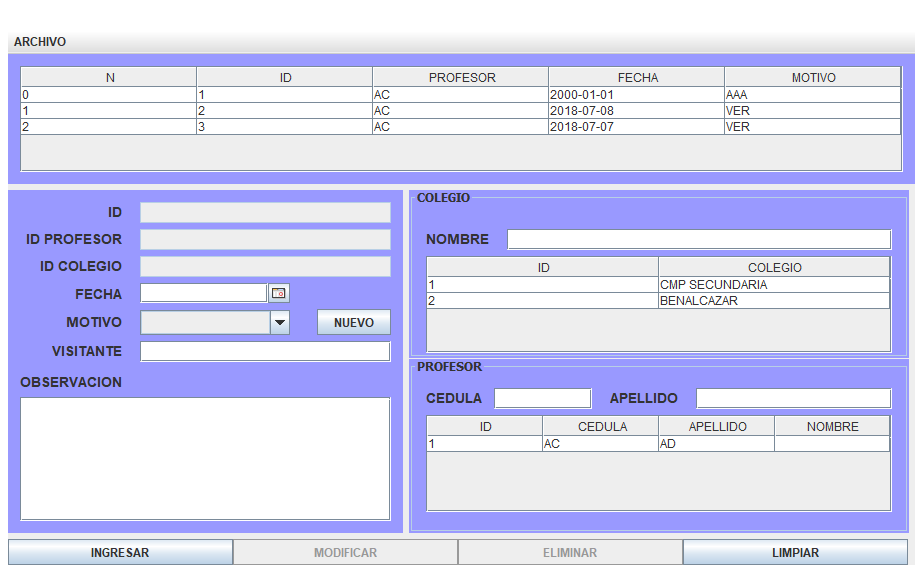 ARCHIVO
N ID PROFESOR FECHA MOTIVO
0 1 AC 2000-01-01 AAA
1 2 AC 2018-07-08 VER
2 3 AC 2018-07-07 VER
ID
ID PROFESOR
ID COLEGIO
FECHA
MOTIVO NUEVO
VISITANTE
OBSERVACION
COLEGIO
NOMBRE
ID COLEGIO
1 CMP SECUNDARIA
2 BENALCAZAR
PROFESOR
CEDULA APELLIDO
ID CEDULA APELLIDO NOMBRE
1 AC AD
INGRESAR MODIFICAR ELIMINAR LIMPIAR